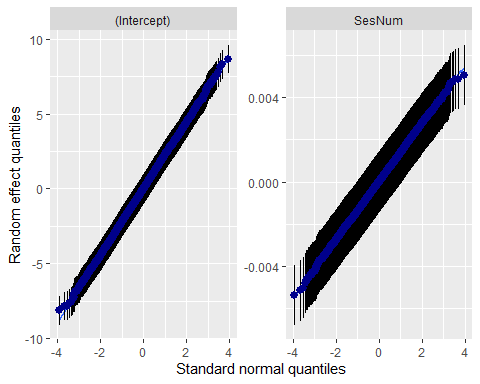 (Intercept) SesNum
Random effect quantiles
10
5
0
-5
-10
0.004
0.000
-0.004
-4 -2 0 2 4 -4 -2 0 2 4
Standard normal quantiles